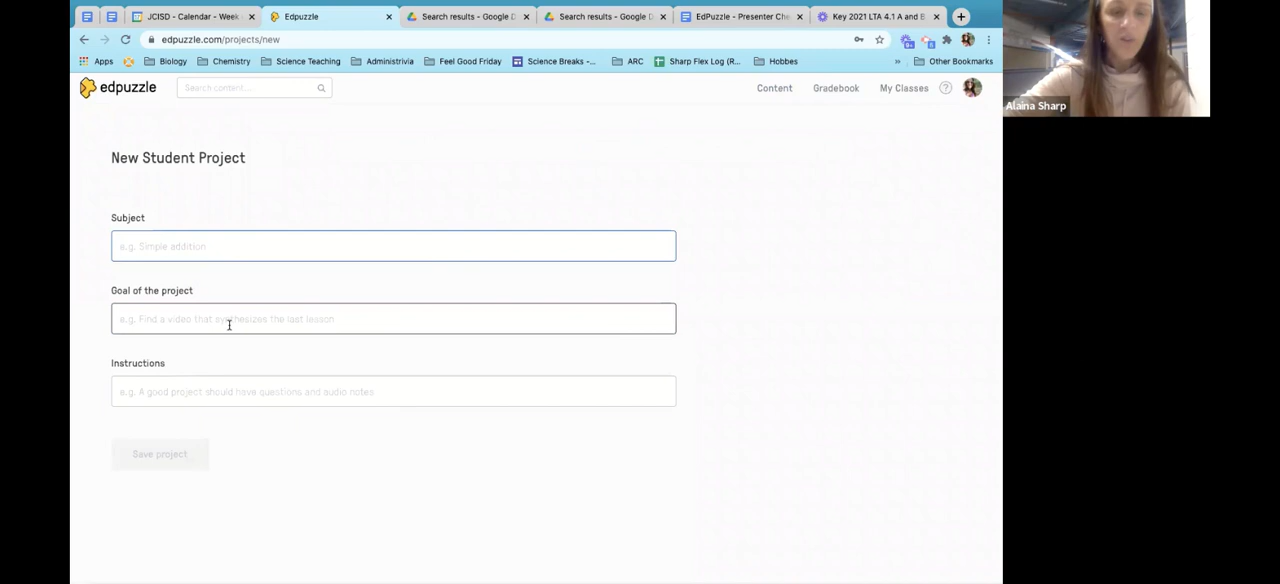 JCISD - Calendar - Week
Edpuzzle
Search results - Google D
Search results - Google D
EdPuzzle - Presenter Che
Key 2021 LTA 4.1 A and B
edpuzzle.com/projects/new
Apps
Biology
Chemistry
Science Teaching
Administrivia
Feel Good Friday
Science Breaks -...
ARC
Sharp Flex Log (R...
Hobbes
»
Other Bookmarks
edpuzzle
Search content...
Content
Gradebook
My Classes
?
Alaina Sharp
New Student Project
Subject
e.g. Simple addition
Goal of the project
e.g. Find a video that synthesizes the last lesson
Instructions
e.g. A good project should have questions and audio notes
Save project